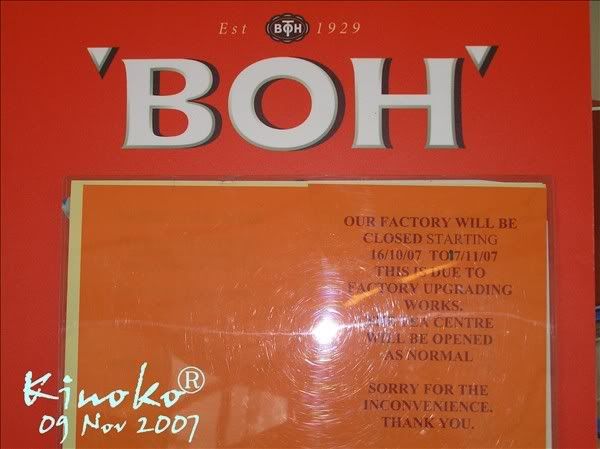 Est BOH 1929
'BOH'
OUR FACTORY WILL BE
CLOSED STARTING
16/10/07 TO 17/11/07
THIS IS DUE TO
FACTORY UPGRADING
WORKS.
TEA CENTRE
WILL BE OPENED
AS NORMAL
SORRY FOR THE
INCONVENIENCE.
THANK YOU.
Kinoko®
09 Nov 2007